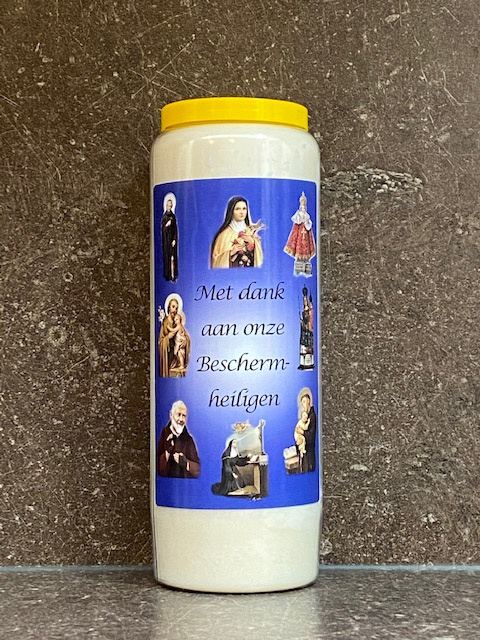 Met dank
aan onze
Bescherm-
heiligen